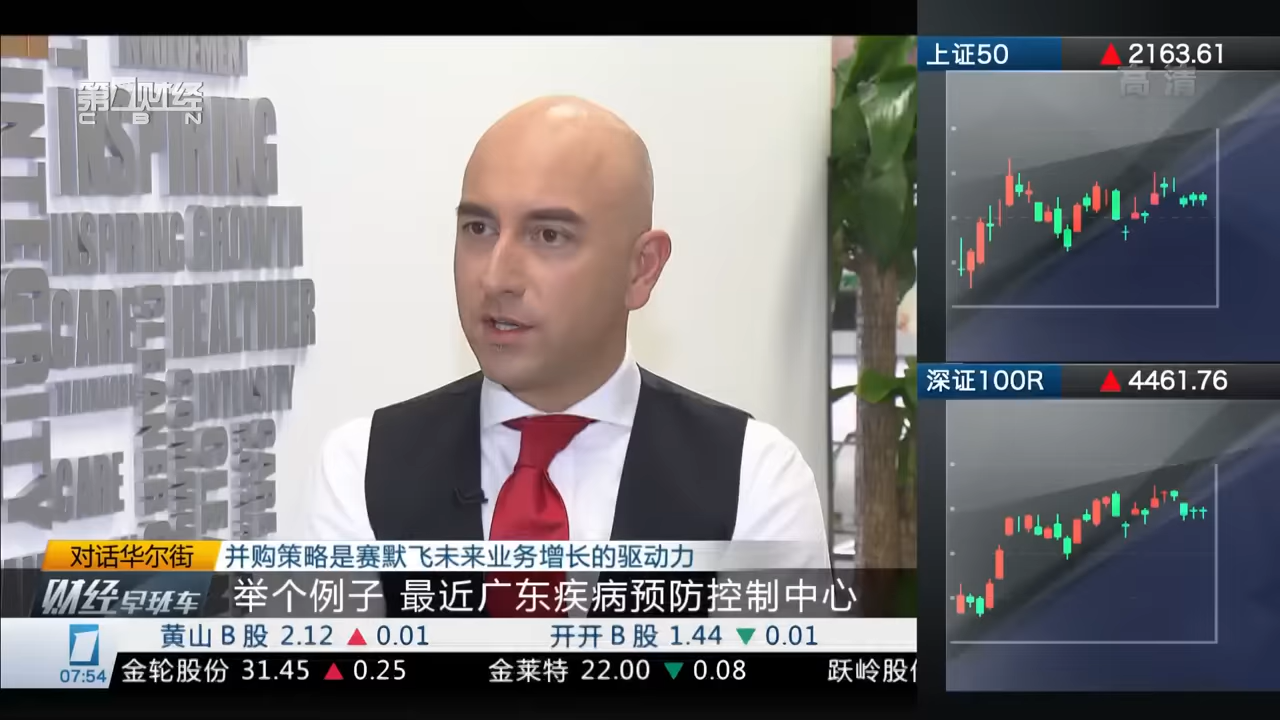 第一财经
CBN
INVOLVEMENT
INSPIRING
INSPIRING GROWTH
CARE
HEALTHIER
INTENSITY
CARE
INTEGRITY
上证50 ▲ 2163.61
高清
深证100R ▲ 4461.76
对话华尔街 并购策略是赛默飞未来业务增长的驱动力
财经早班车 举个例子 最近广东疾病预防控制中心
黄山B股 2.12 ▲ 0.01 开开B股 1.44 ▼ 0.01
07:54 金轮股份 31.45 ▲ 0.25 金莱特 22.00 ▼ 0.08 跃岭股份